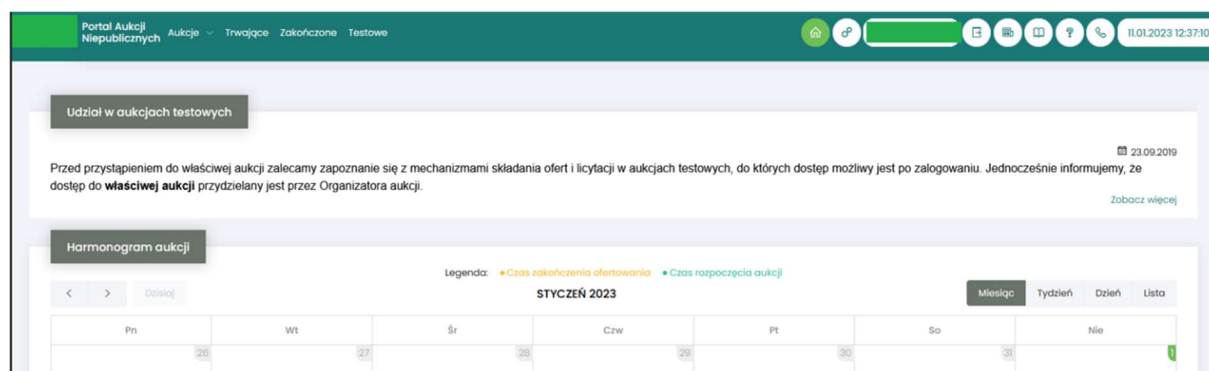 Portal Aukcji
Niepublicznych
Aukcje Trwające Zakończone Testowe
11.01.2023 12:37:10
Udział w aukcjach testowych
23.09.2019
Przed przystąpieniem do właściwej aukcji zalecamy zapoznanie się z mechanizmami składania ofert i licytacji w aukcjach testowych, do których dostęp możliwy jest po zalogowaniu. Jednocześnie informujemy, że
dostęp do właściwej aukcji przydzielany jest przez Organizatora aukcji.
Zobacz więcej
Harmonogram aukcji
Legenda: •Czas zakończenia ofertowania •Czas rozpoczęcia aukcji
< > Dzisiaj STYCZEŃ 2023 Miesiąc Tydzień Dzień Lista
Pn Wt Śr Czw Pt So Nie
26 27 28 29 30 31 1